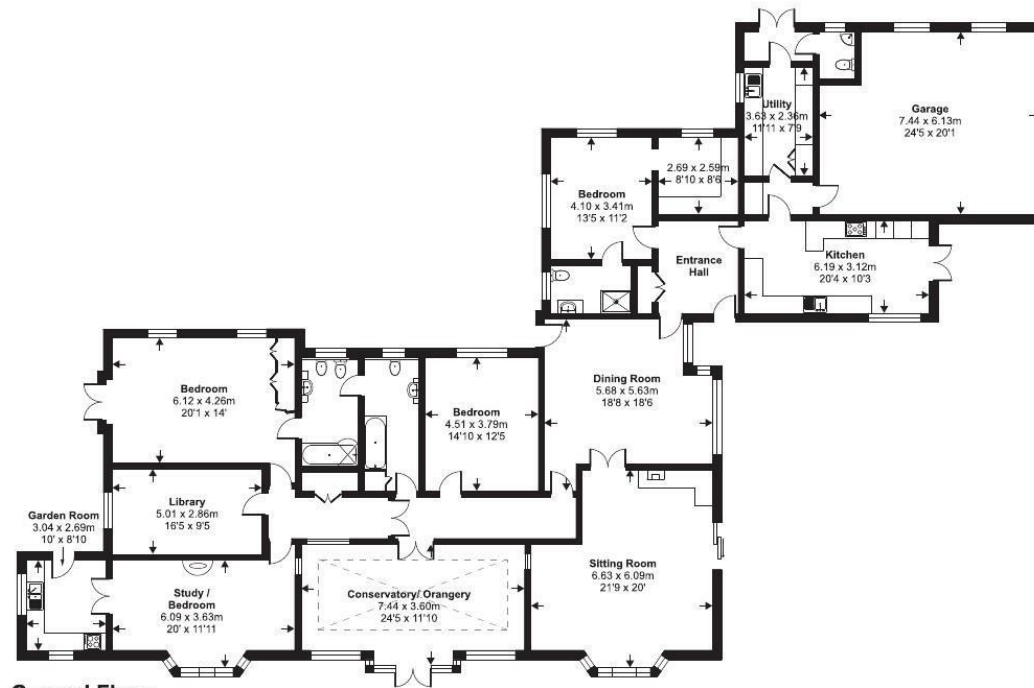 Utility
3.63 x 2.36m
11'11 x 7'9
Garage
7.44 x 6.13m
24'5 x 20'1
2.69 x 2.59m
8'10 x 8'6
Bedroom
4.10 x 3.41m
13'5 x 11'2
Entrance
Hall
Kitchen
6.19 x 3.12m
20'4 x 10'3
Bedroom
6.12 x 4.26m
20'1 x 14'
Bedroom
4.51 x 3.79m
14'10 x 12'5
Dining Room
5.68 x 5.63m
18'8 x 18'6
Library
5.01 x 2.86m
16'5 x 9'5
Garden Room
3.04 x 2.69m
10' x 8'10
Study /
Bedroom
6.09 x 3.63m
20' x 11'11
Conservatory/ Orangery
7.44 x 3.60m
24'5 x 11'10
Sitting Room
6.63 x 6.09m
21'9 x 20'